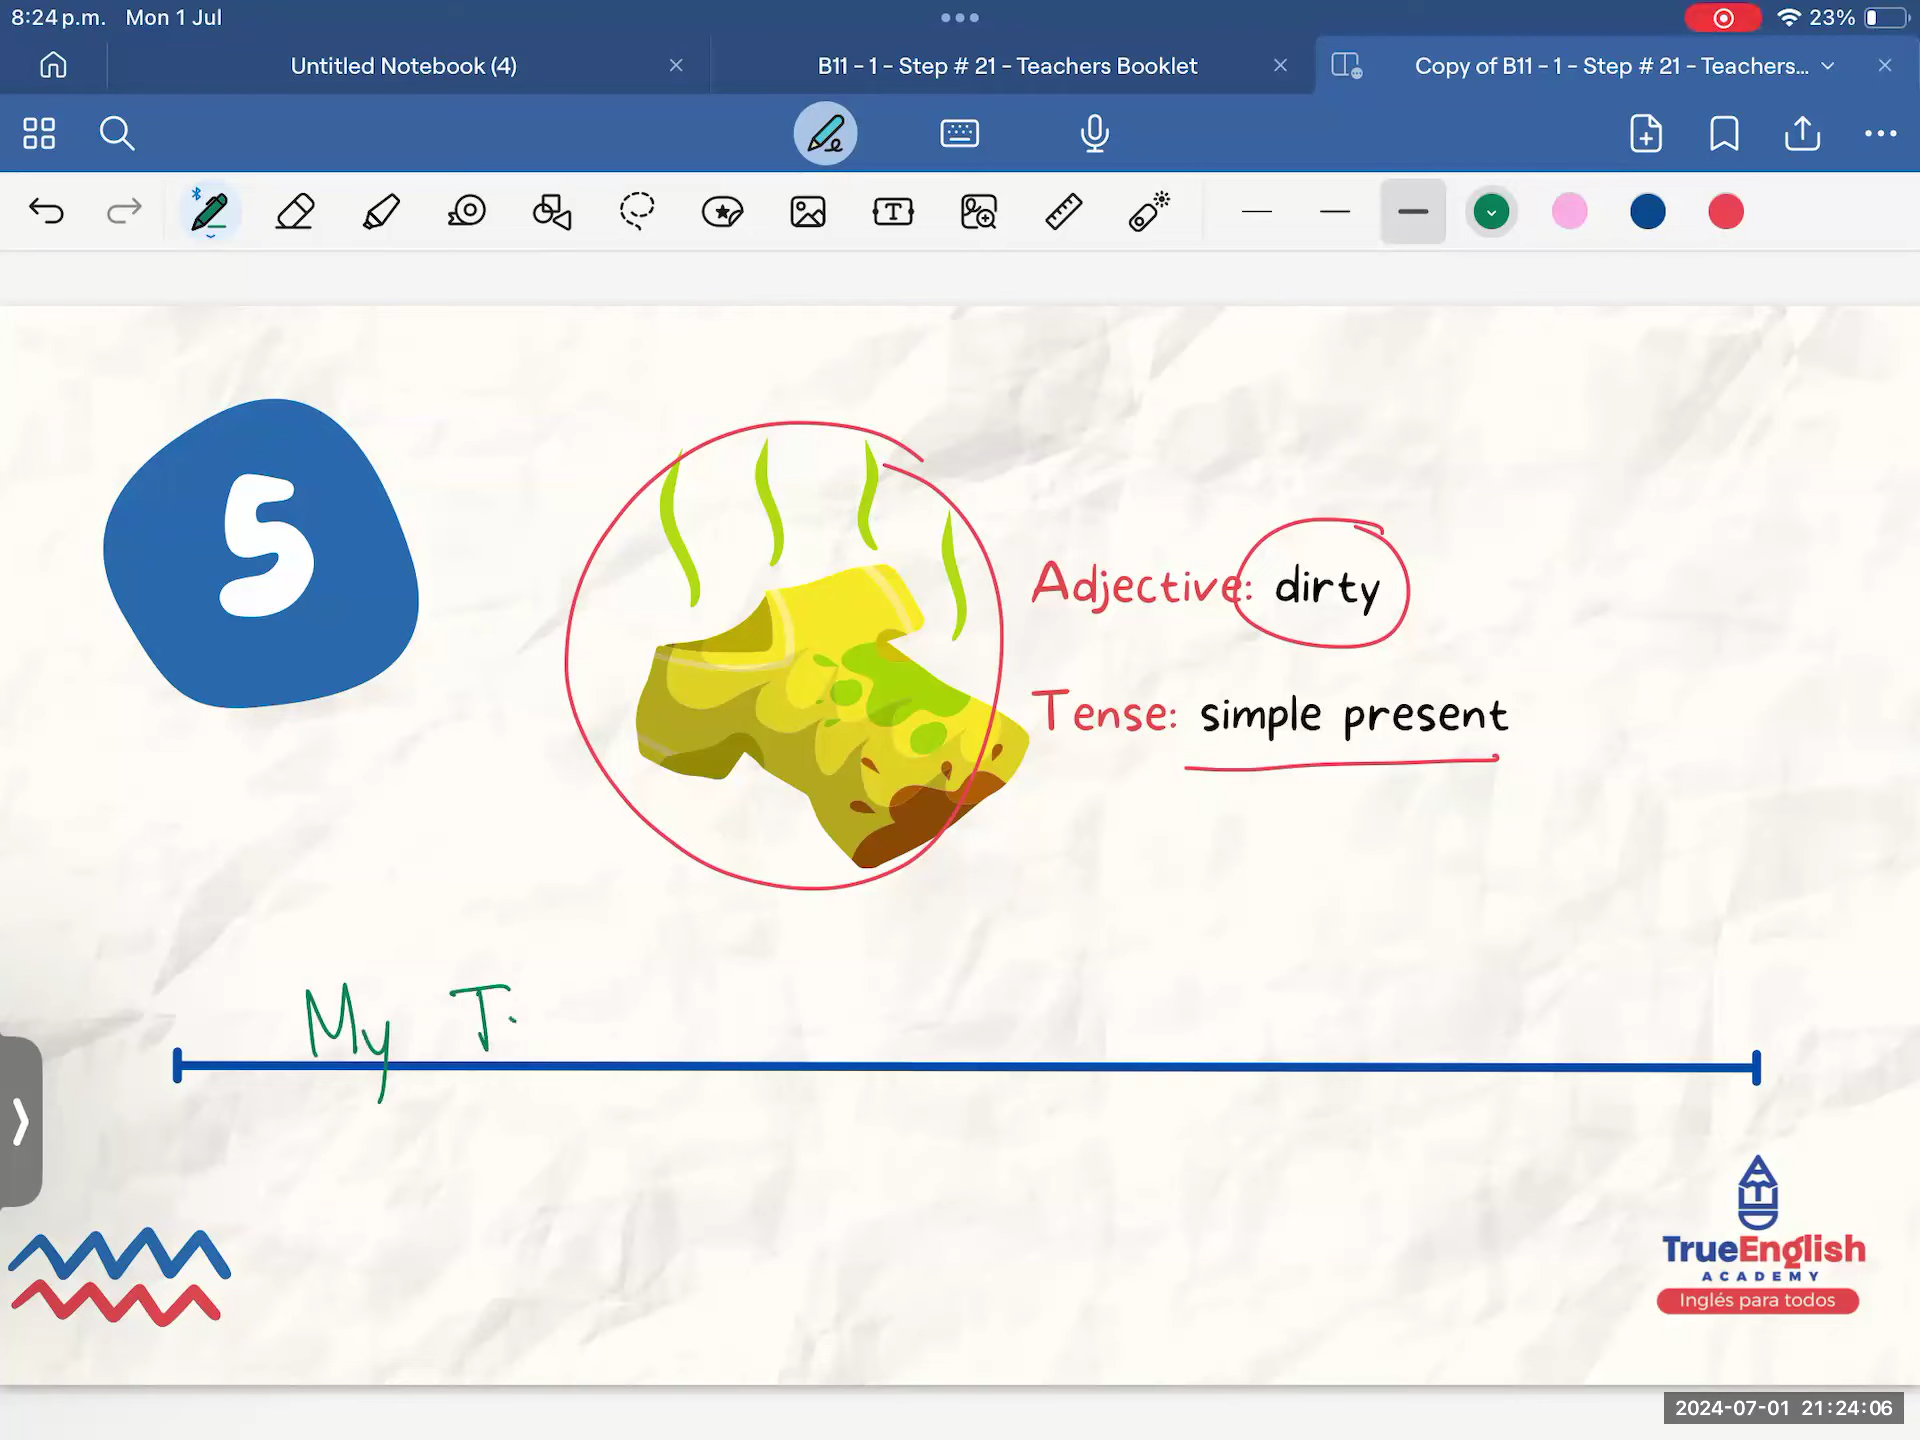 8:24 p.m. Mon 1 Jul
23%
Untitled Notebook (4)
B11 - 1 - Step # 21 - Teachers Booklet
Copy of B11 - 1 - Step # 21 - Teachers...
5
Adjective: dirty
Tense: simple present
My T
TrueEnglish
ACADEMY
Inglés para todos
2024-07-01 21:24:06